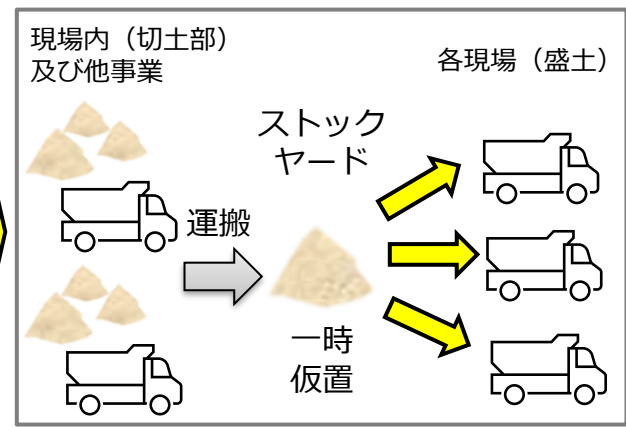 現場内（切土部）
及び他事業
各現場（盛土）
ストック
ヤード
運搬
一時
仮置